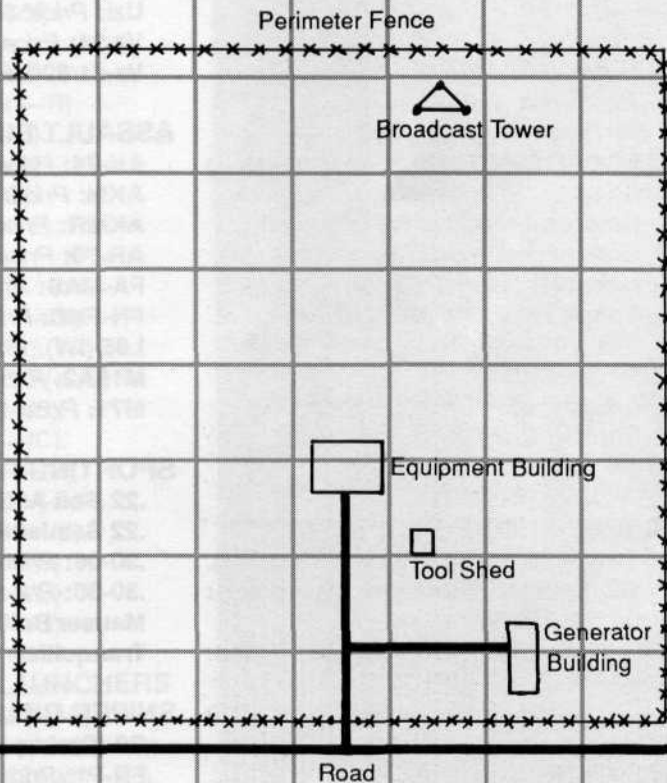 Perimeter Fence
Broadcast Tower
Equipment Building
Tool Shed
Generator
Building
Road